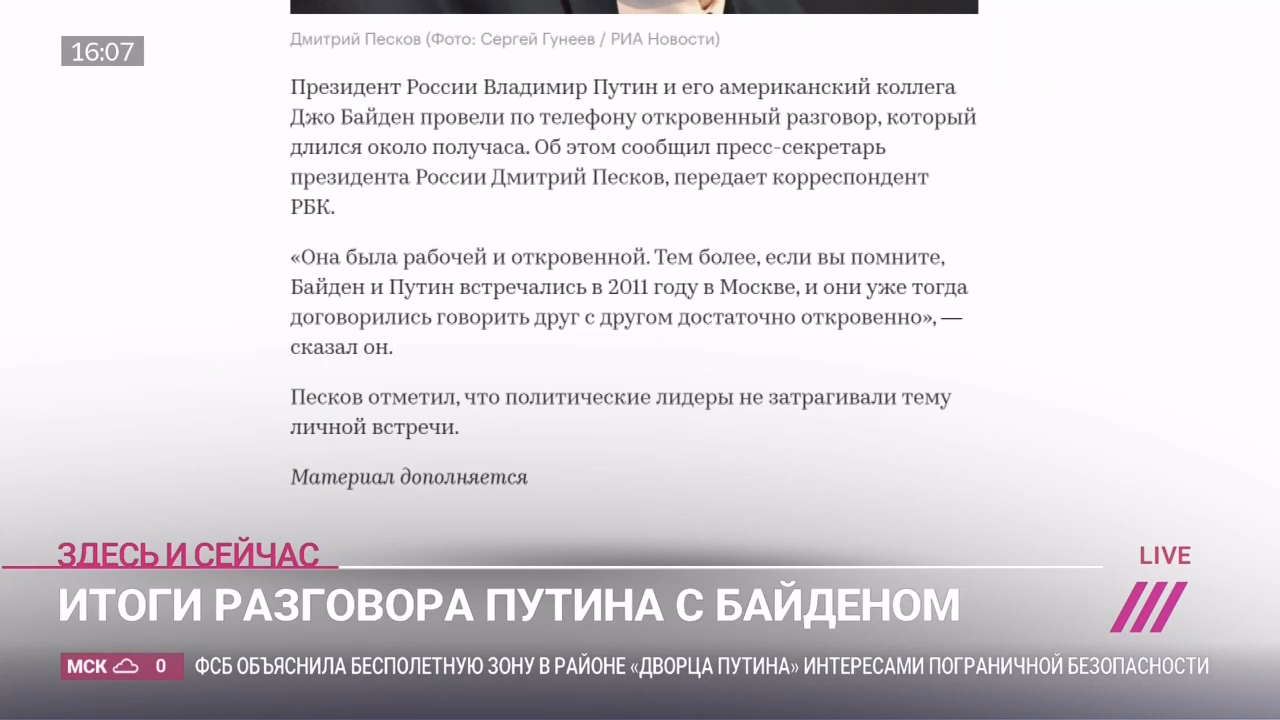 Дмитрий Песков (Фото: Сергей Гунеев / РИА Новости)
16:07
Президент России Владимир Путин и его американский коллега
Джо Байден провели по телефону откровенный разговор, который
длился около получаса. Об этом сообщил пресс-секретарь
президента России Дмитрий Песков, передает корреспондент
РБК.
«Она была рабочей и откровенной. Тем более, если вы помните,
Байден и Путин встречались в 2011 году в Москве, и они уже тогда
договорились говорить друг с другом достаточно откровенно», —
сказал он.
Песков отметил, что политические лидеры не затрагивали тему
личной встречи.
Материал дополняется
ЗДЕСЬ И СЕЙЧАС
LIVE
ИТОГИ РАЗГОВОРА ПУТИНА С БАЙДЕНОМ
МСК 0 ФСБ ОБЪЯСНИЛА БЕСПОЛЕТНУЮ ЗОНУ В РАЙОНЕ «ДВОРЦА ПУТИНА» ИНТЕРЕСАМИ ПОГРАНИЧНОЙ БЕЗОПАСНОСТИ